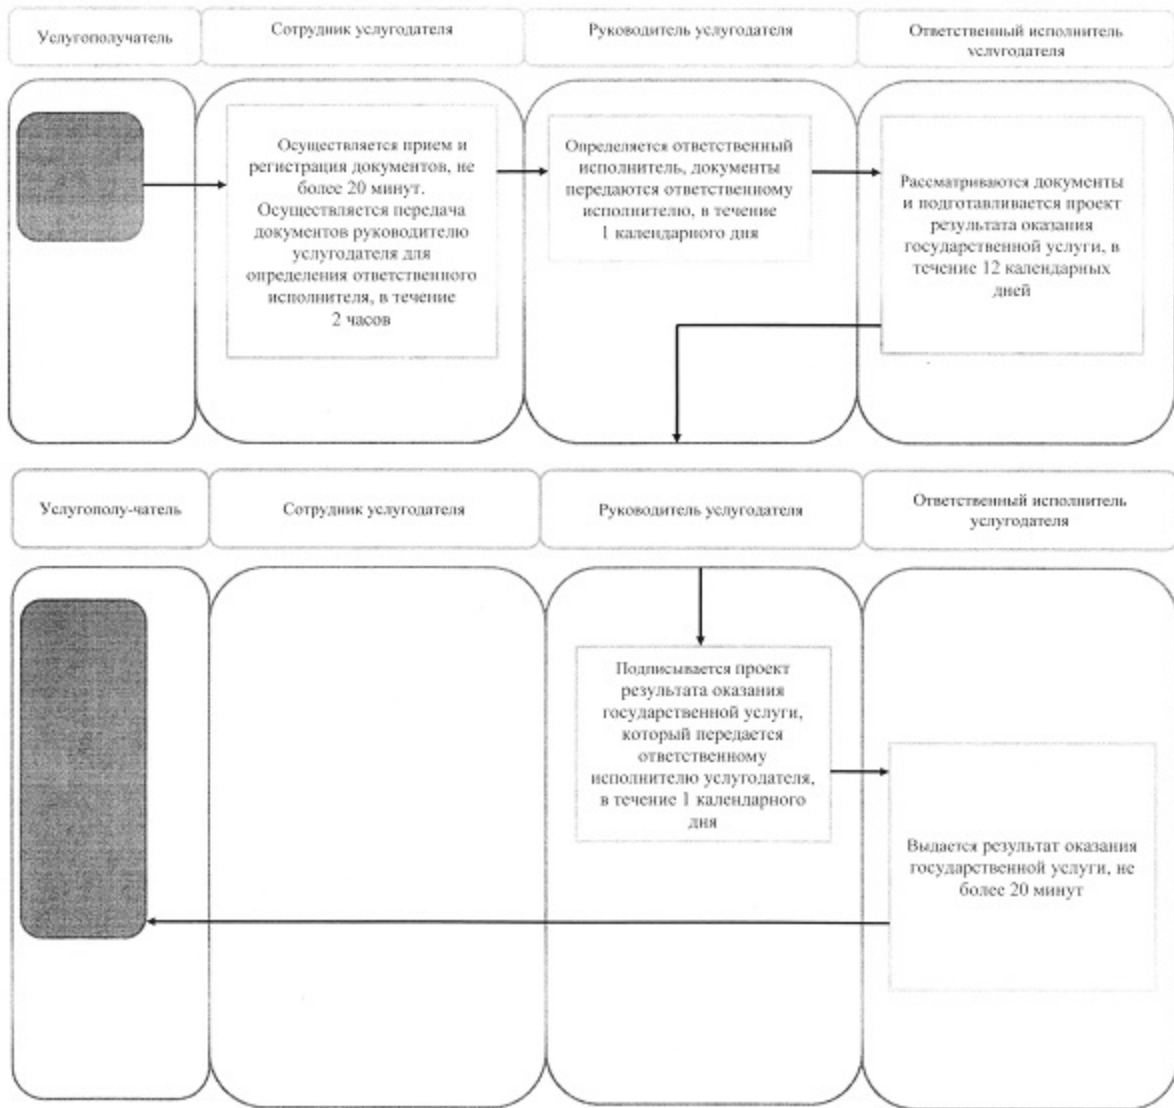 Услугополучатель
Сотрудник услугодателя
Руководитель услугодателя
Ответственный исполнитель
услугодателя
Осуществляется прием и
регистрация документов, не
более 20 минут.
Осуществляется передача
документов руководителю
услугодателя для
определения ответственного
исполнителя, в течение
2 часов
Определяется ответственный
исполнитель, документы
передаются ответственному
исполнителю, в течение
1 календарного дня
Рассматриваются документы
и подготавливается проект
результата оказания
государственной услуги, в
течение 12 календарных
дней
Услугополу-чатель
Сотрудник услугодателя
Руководитель услугодателя
Ответственный исполнитель
услугодателя
Подписывается проект
результата оказания
государственной услуги,
который передается
ответственному
исполнителю услугодателя,
в течение 1 календарного
дня
Выдается результат оказания
государственной услуги, не
более 20 минут